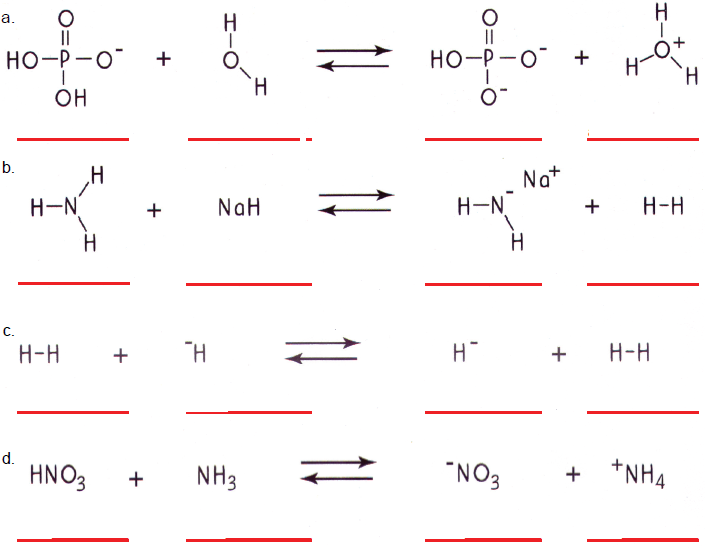 a.
O H O H
HO–P–O⁻ + O ⇌ HO–P–O⁻ + O⁺
OH H O⁻ H H
b.
H Na⁺
H–N + NaH ⇌ H–N⁻ + H–H
H H
c.
H–H + ⁻H ⇌ H⁻ + H–H
d.
HNO₃ + NH₃ ⇌ ⁻NO₃ + ⁺NH₄